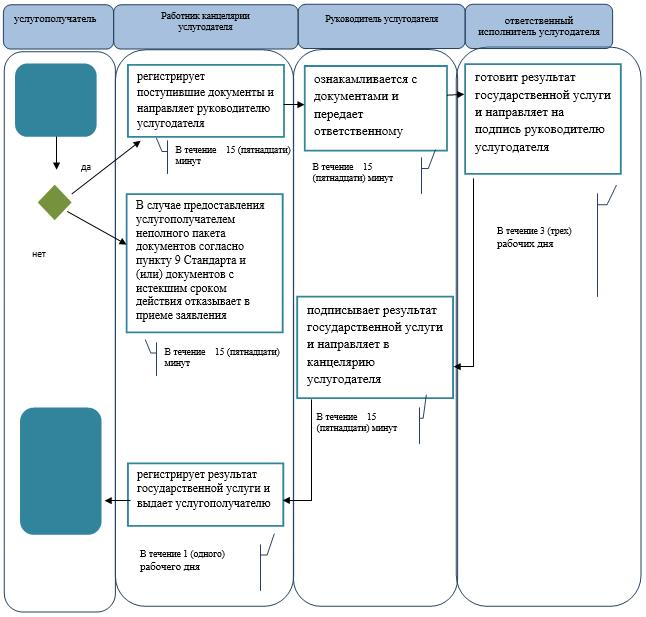 услугополучатель
Работник канцелярии
услугодателя
Руководитель услугодателя
ответственный
исполнитель услугодателя
регистрирует
поступившие документы и
направляет руководителю
услугодателя
ознакамливается с
документами и
передает
ответственному
готовит результат
государственной услуги
и направляет на
подпись руководителю
услугодателя
да
В течение 15 (пятнадцати)
минут
В течение 15
(пятнадцати) минут
В случае предоставления
услугополучателем
неполного пакета
документов согласно
пункту 9 Стандарта и
(или) документов с
истекшим сроком
действия отказывает в
приеме заявления
В течение 3 (трех)
рабочих дня
нет
В течение 15 (пятнадцати)
минут
подписывает результат
государственной услуги
и направляет в
канцелярию
услугодателя
В течение 15
(пятнадцати) минут
регистрирует результат
государственной услуги и
выдает услугополучателю
В течение 1 (одного)
рабочего дня